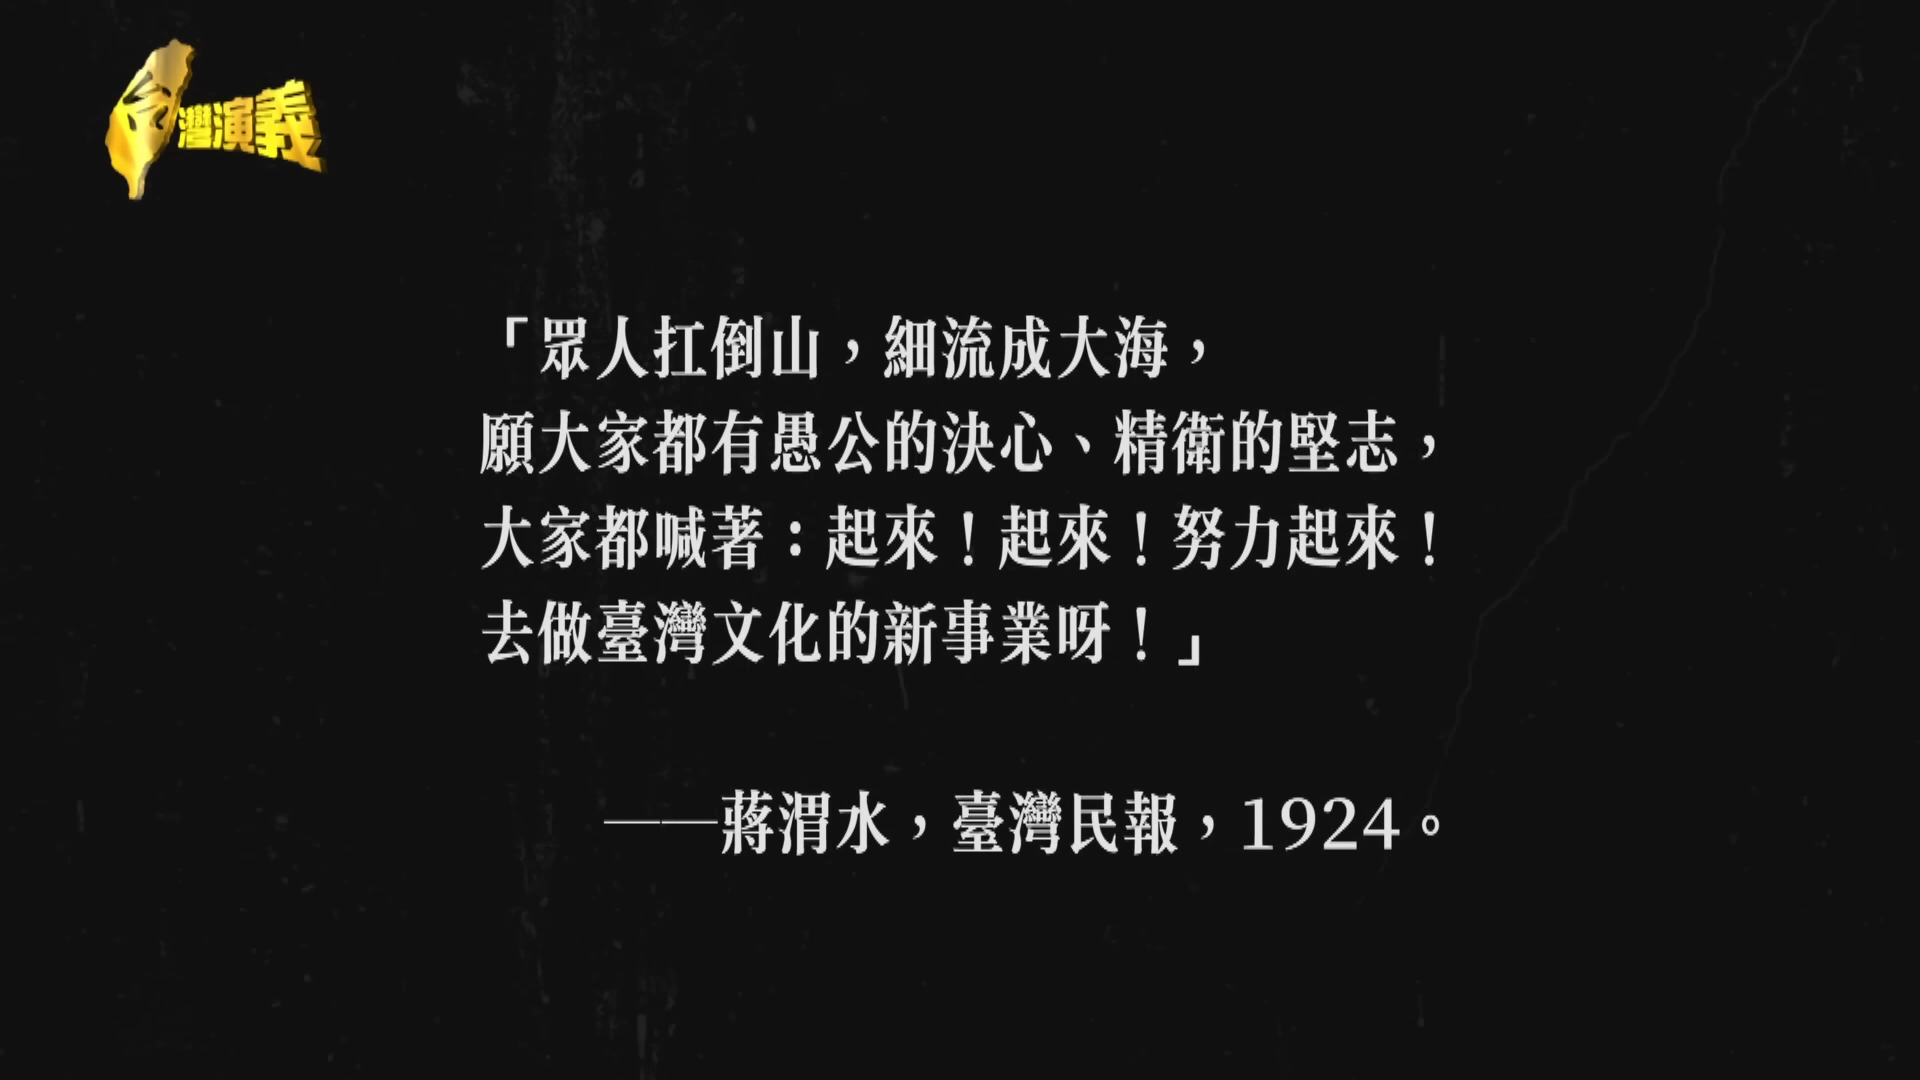 台灣演義
「眾人扛倒山，細流成大海，
願大家都有愚公的決心、精衛的堅志，
大家都喊著：起來！起來！努力起來！
去做臺灣文化的新事業呀！」
——蔣渭水，臺灣民報，1924。